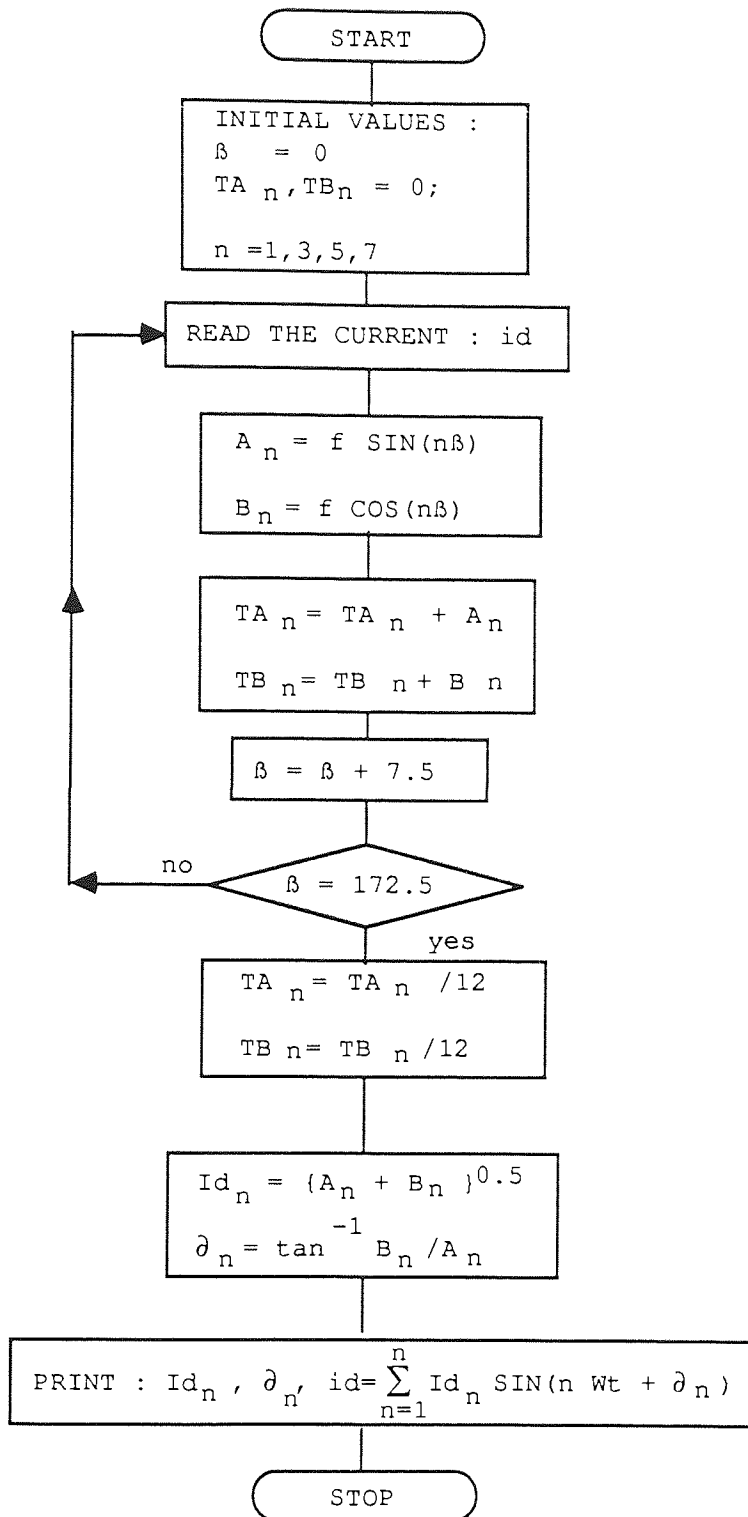 START
INITIAL VALUES :
ß = 0
TA n ,TBn = 0;
n =1,3,5,7
READ THE CURRENT : id
A n = f SIN(nß)
B n = f COS(nß)
TA n = TA n + A n
TB n = TB n + B n
ß = ß + 7.5
no
ß = 172.5
yes
TA n = TA n /12
TB n = TB n /12
Id n = {A n + B n }0.5
∂ n = tan -1 B n /A n
PRINT : Id n , ∂ n, id= n ∑ n=1 Id n SIN(n Wt + ∂ n )
STOP